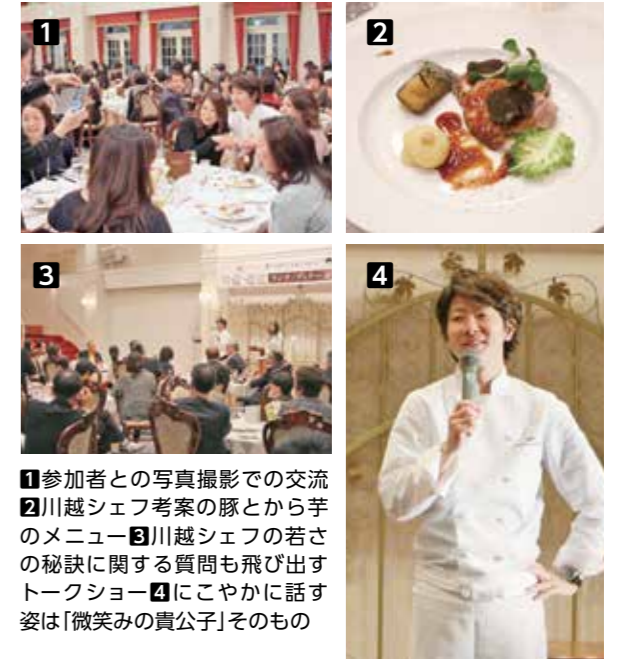 1
2
3
4
1参加者との写真撮影での交流
2川越シェフ考案の豚とから芋
のメニュー3川越シェフの若さ
の秘訣に関する質問も飛び出す
トークショー4にこやかに話す
姿は「微笑みの貴公子」そのもの